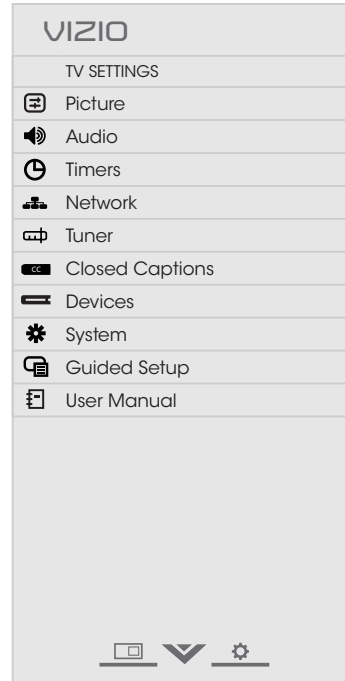 VIZIO
TV SETTINGS
Picture
Audio
Timers
Network
Tuner
CC Closed Captions
Devices
System
Guided Setup
User Manual